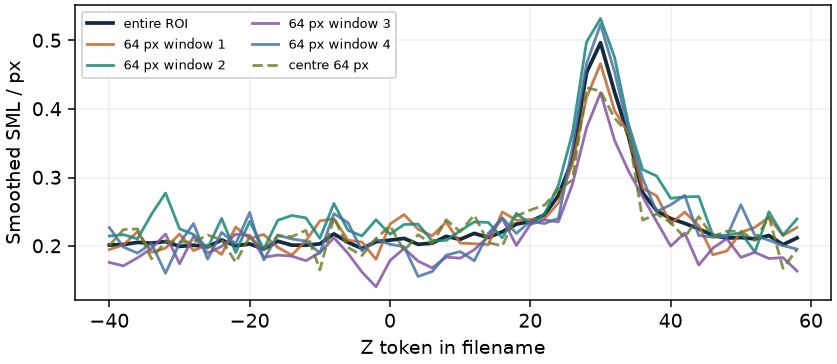 entire ROI
64 px window 1
64 px window 2
64 px window 3
64 px window 4
centre 64 px
Smoothed SML / px
0.5
0.4
0.3
0.2
−40
−20
0
20
40
60
Z token in filename